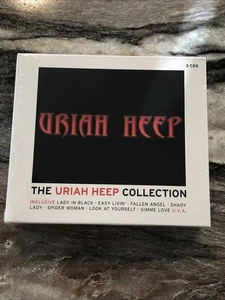 3 CDS
URIAH HEEP
THE URIAH HEEP COLLECTION
INKLUSIVE LADY IN BLACK · EASY LIVIN' · FALLEN ANGEL · SHADY
LADY · SPIDER WOMAN · LOOK AT YOURSELF · GIMME LOVE U.V.A.